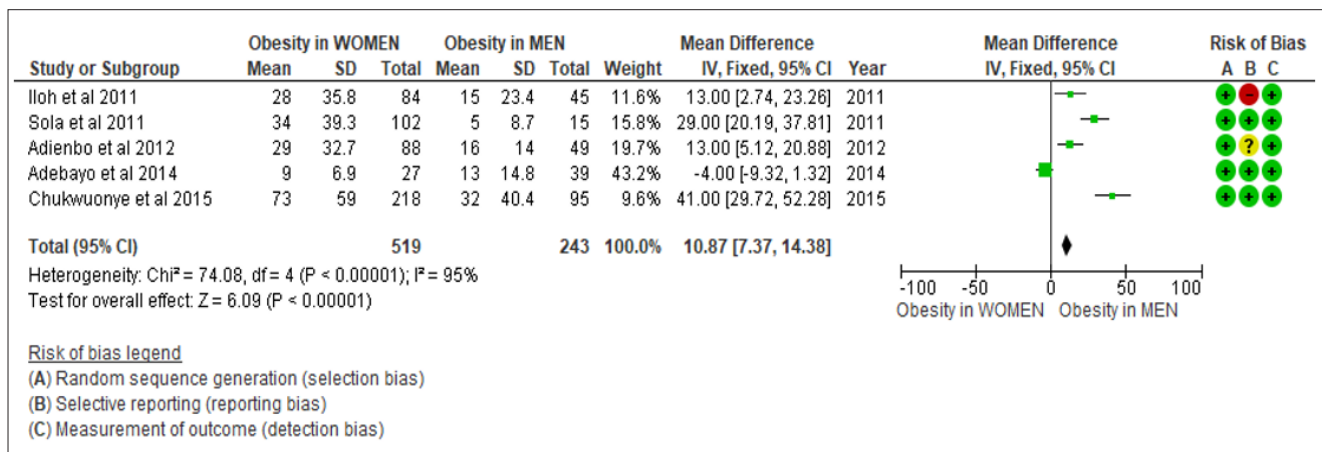 Obesity in WOMEN Obesity in MEN Mean Difference Mean Difference Risk of Bias
Study or Subgroup Mean SD Total Mean SD Total Weight IV, Fixed, 95% CI Year IV, Fixed, 95% CI A B C
Iloh et al 2011 28 35.8 84 15 23.4 45 11.6% 13.00 [2.74, 23.26] 2011 + - +
Sola et al 2011 34 39.3 102 5 8.7 15 15.8% 29.00 [20.19, 37.81] 2011 + + +
Adienbo et al 2012 29 32.7 88 16 14 49 19.7% 13.00 [5.12, 20.88] 2012 + ? +
Adebayo et al 2014 9 6.9 27 13 14.8 39 43.2% -4.00 [-9.32, 1.32] 2014 + + +
Chukwuonye et al 2015 73 59 218 32 40.4 95 9.6% 41.00 [29.72, 52.28] 2015 + + +
Total (95% CI) 519 243 100.0% 10.87 [7.37, 14.38]
Heterogeneity: Chi² = 74.08, df = 4 (P < 0.00001); I² = 95%
Test for overall effect: Z = 6.09 (P < 0.00001)
-100 -50 0 50 100
Obesity in WOMEN Obesity in MEN
Risk of bias legend
(A) Random sequence generation (selection bias)
(B) Selective reporting (reporting bias)
(C) Measurement of outcome (detection bias)